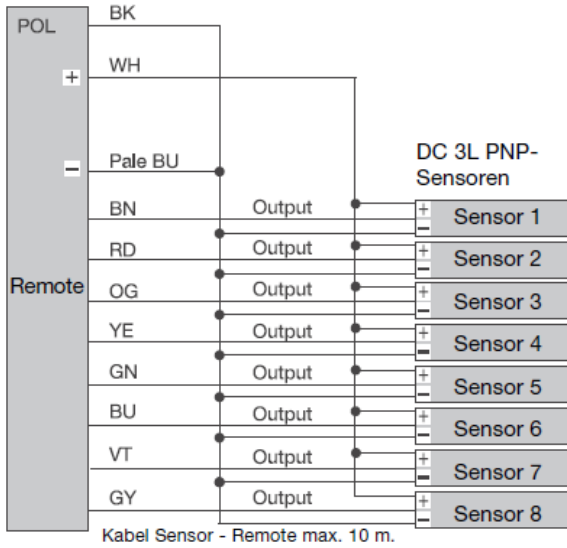 POL
BK
+
WH
−
Pale BU
DC 3L PNP-
Sensoren
BN Output + Sensor 1
−
RD Output + Sensor 2
−
Remote
OG Output + Sensor 3
−
YE Output + Sensor 4
−
GN Output + Sensor 5
−
BU Output + Sensor 6
−
VT Output + Sensor 7
−
GY Output + Sensor 8
−
Kabel Sensor - Remote max. 10 m.